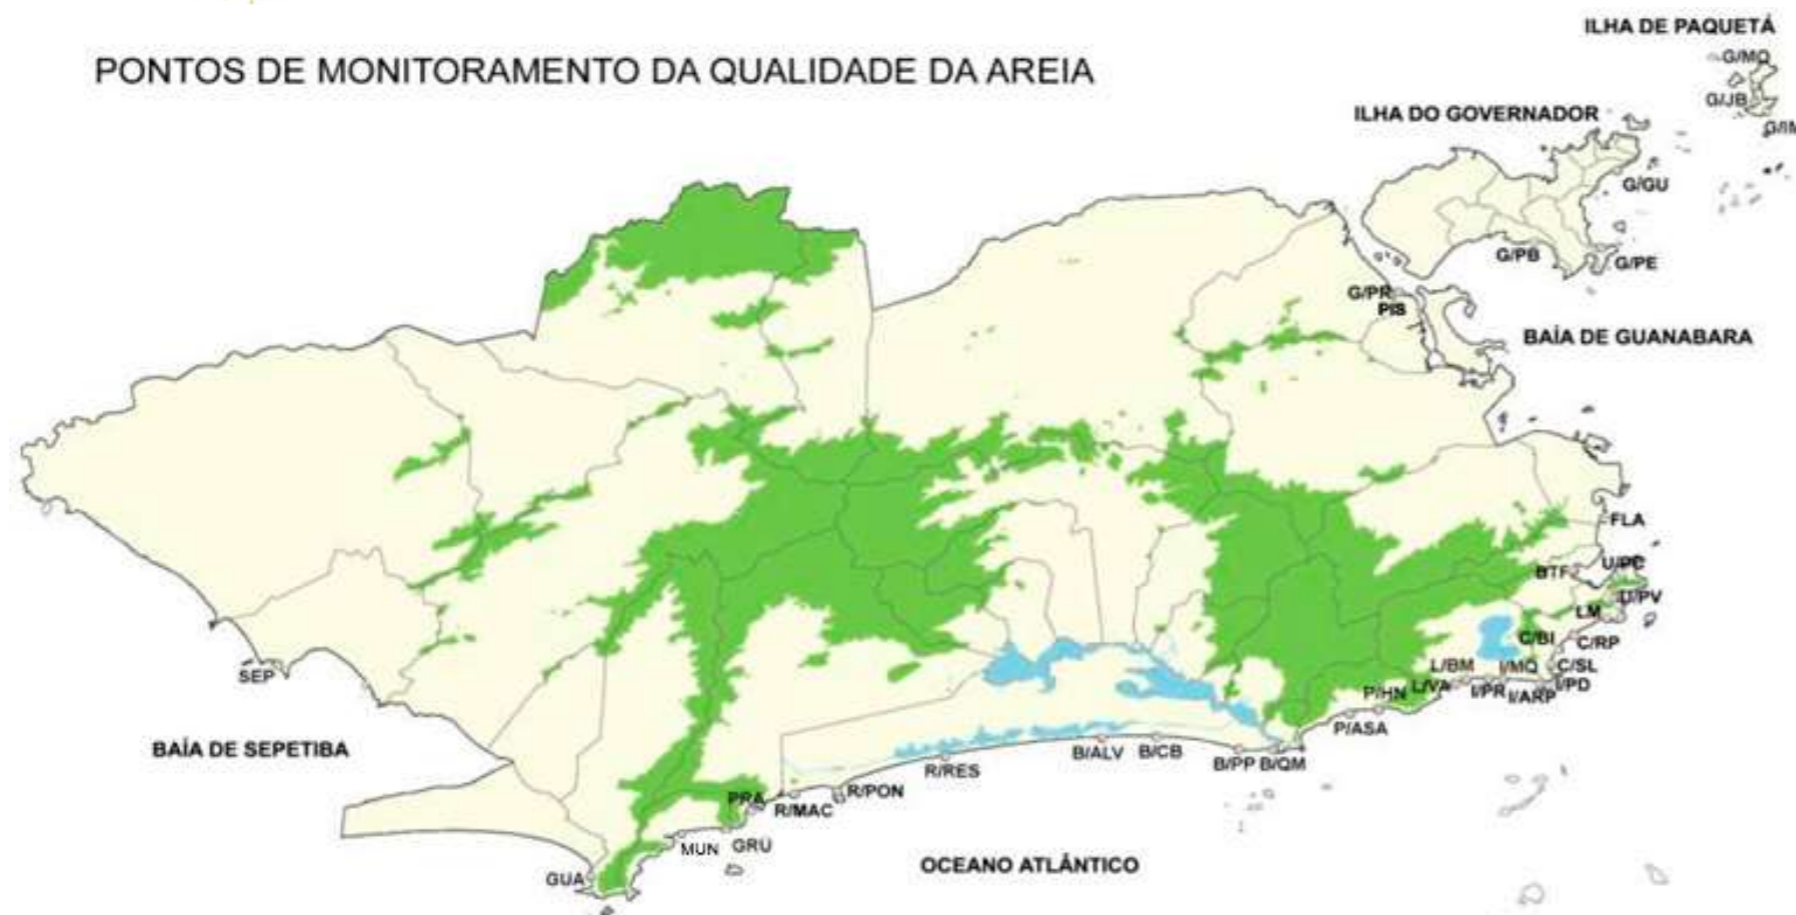 ILHA DE PAQUETÁ
G/MO
PONTOS DE MONITORAMENTO DA QUALIDADE DA AREIA
G/JB
ILHA DO GOVERNADOR
G/IM
G/GU
G/PB
G/PE
G/PR
PIS
BAÍA DE GUANABARA
FLA
BTF
U/PC
U/PV
LM
C/BI
C/RP
L/BM
I/MQ
C/SL
SEP
P/HN
L/VA
I/PR
I/ARP
I/PD
P/ASA
BAÍA DE SEPETIBA
B/ALV
B/CB
B/PP
B/QM
R/RES
R/PON
PRA
R/MAC
MUN
GRU
GUA
OCEANO ATLÂNTICO